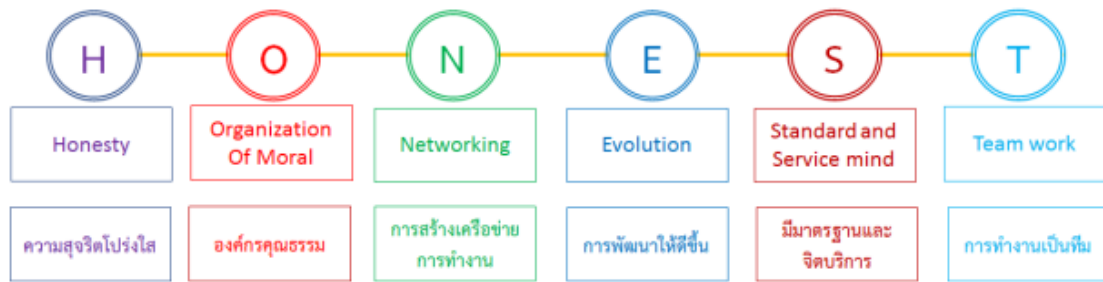 H O N E S T
Honesty
Organization
Of Moral
Networking
Evolution
Standard and
Service mind
Team work
ความสุจริตโปร่งใส
องค์กรคุณธรรม
การสร้างเครือข่าย
การทำงาน
การพัฒนาให้ดีขึ้น
มีมาตรฐานและ
จิตบริการ
การทำงานเป็นทีม